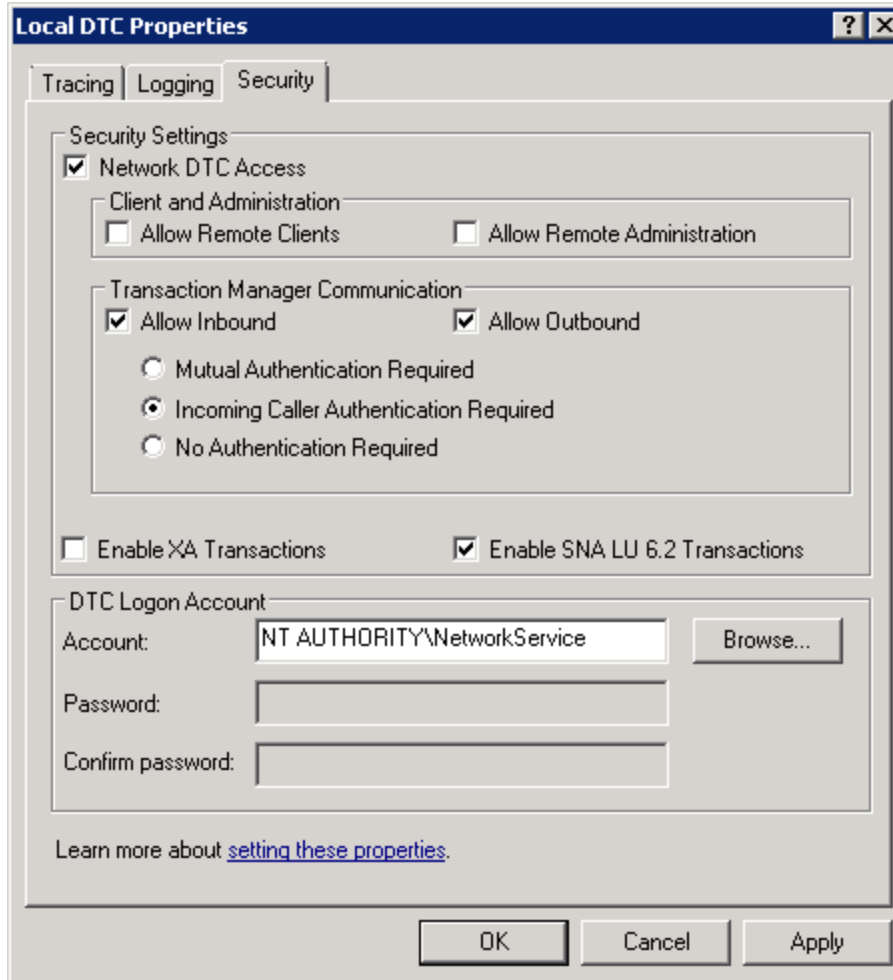 Local DTC Properties
Tracing Logging Security
Security Settings
Network DTC Access
Client and Administration
Allow Remote Clients Allow Remote Administration
Transaction Manager Communication
Allow Inbound Allow Outbound
Mutual Authentication Required
Incoming Caller Authentication Required
No Authentication Required
Enable XA Transactions Enable SNA LU 6.2 Transactions
DTC Logon Account
Account: NT AUTHORITY\NetworkService Browse...
Password:
Confirm password:
Learn more about setting these properties.
OK Cancel Apply